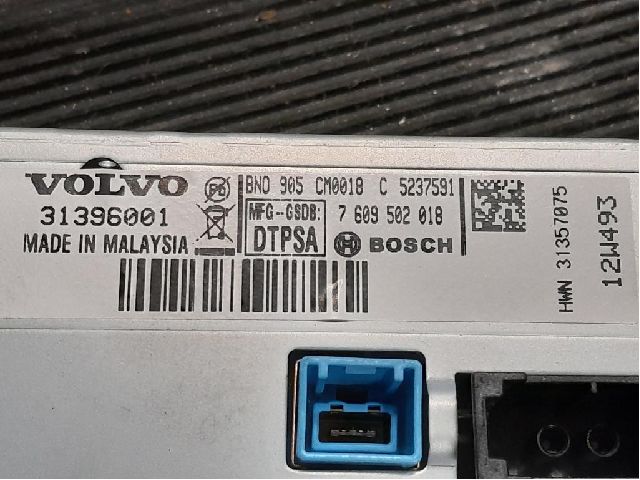 VOLVO
31396001
MADE IN MALAYSIA
Pb
BNO 905 CM0018 C 5237591
MFG-GSDB:
DTPSA
7 609 502 018
BOSCH
HWN 31357075
12W493